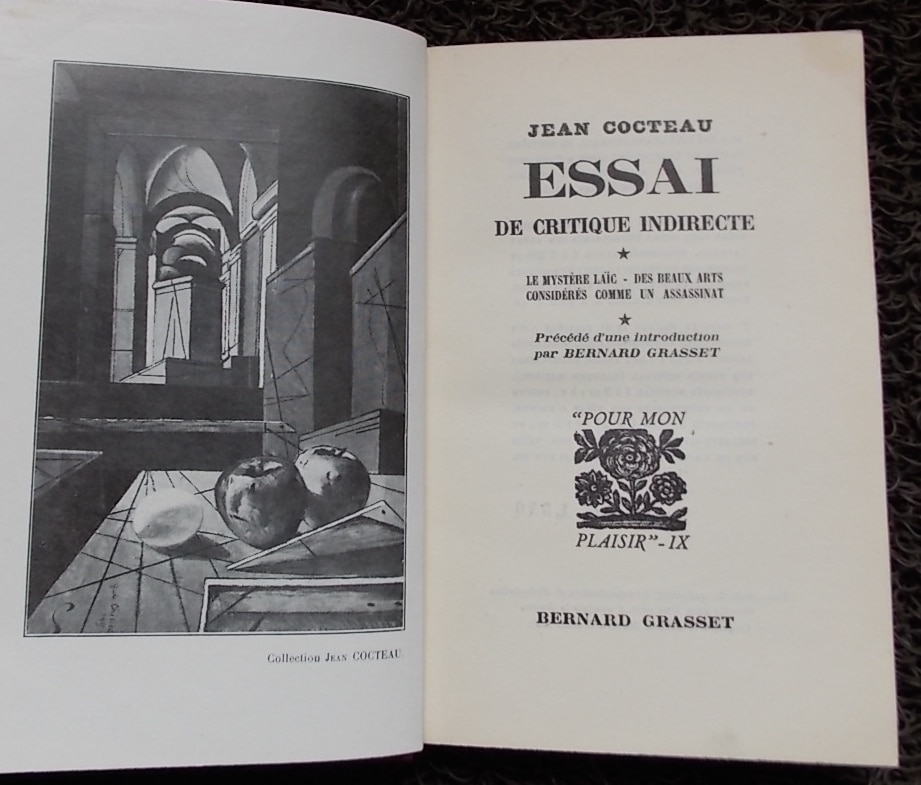 Collection JEAN COCTEAU
JEAN COCTEAU
ESSAI
DE CRITIQUE INDIRECTE
★
LE MYSTÈRE LAÏC - DES BEAUX ARTS
CONSIDÉRÉS COMME UN ASSASSINAT
★
Précédé d'une introduction
par BERNARD GRASSET
"POUR MON
PLAISIR"-IX
BERNARD GRASSET